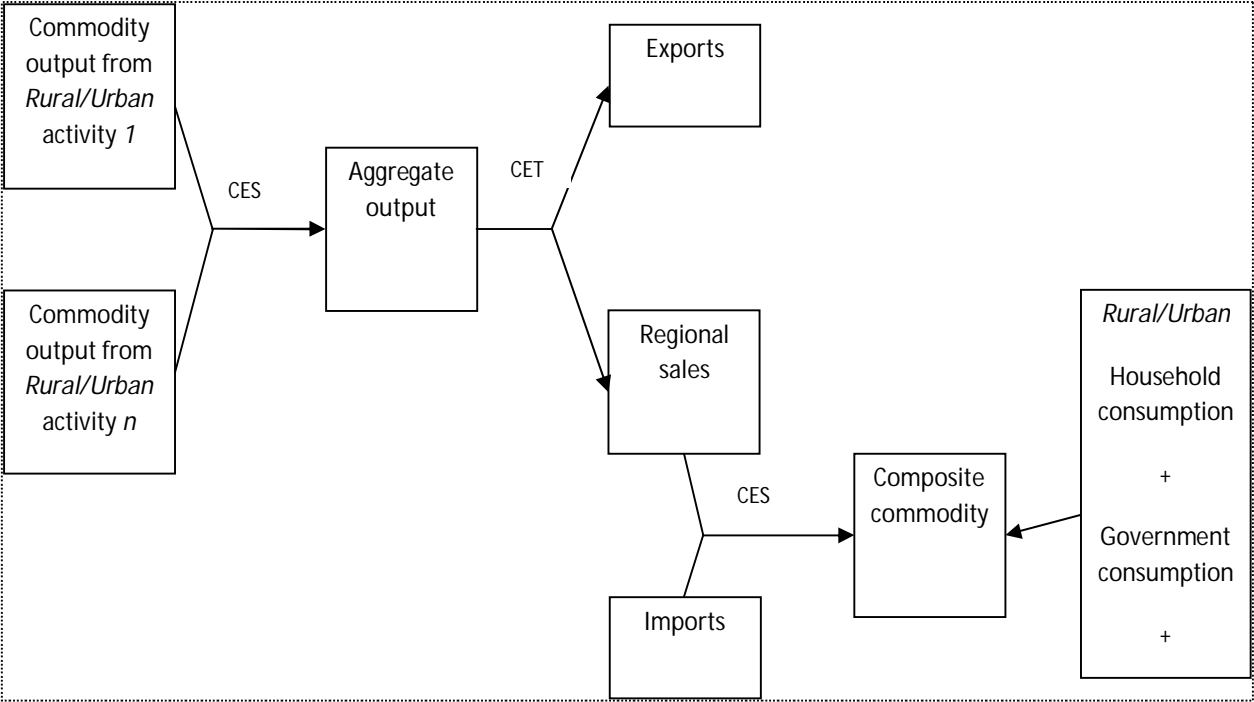 Commodity
output from
Rural/Urban
activity 1
CES
Commodity
output from
Rural/Urban
activity n
Aggregate
output
CET
Exports
Regional
sales
CES
Imports
Composite
commodity
Rural/Urban
Household
consumption
+
Government
consumption
+